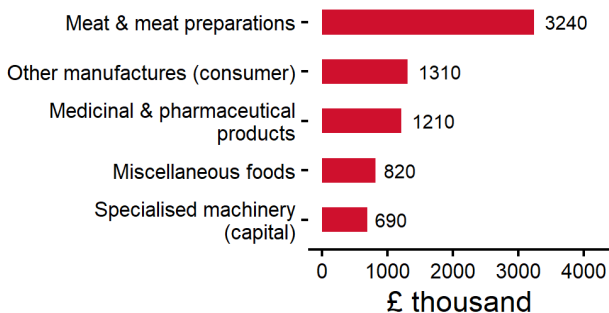 Meat & meat preparations
3240
Other manufactures (consumer)
1310
Medicinal & pharmaceutical
products
1210
Miscellaneous foods
820
Specialised machinery
(capital)
690
0 1000 2000 3000 4000
£ thousand